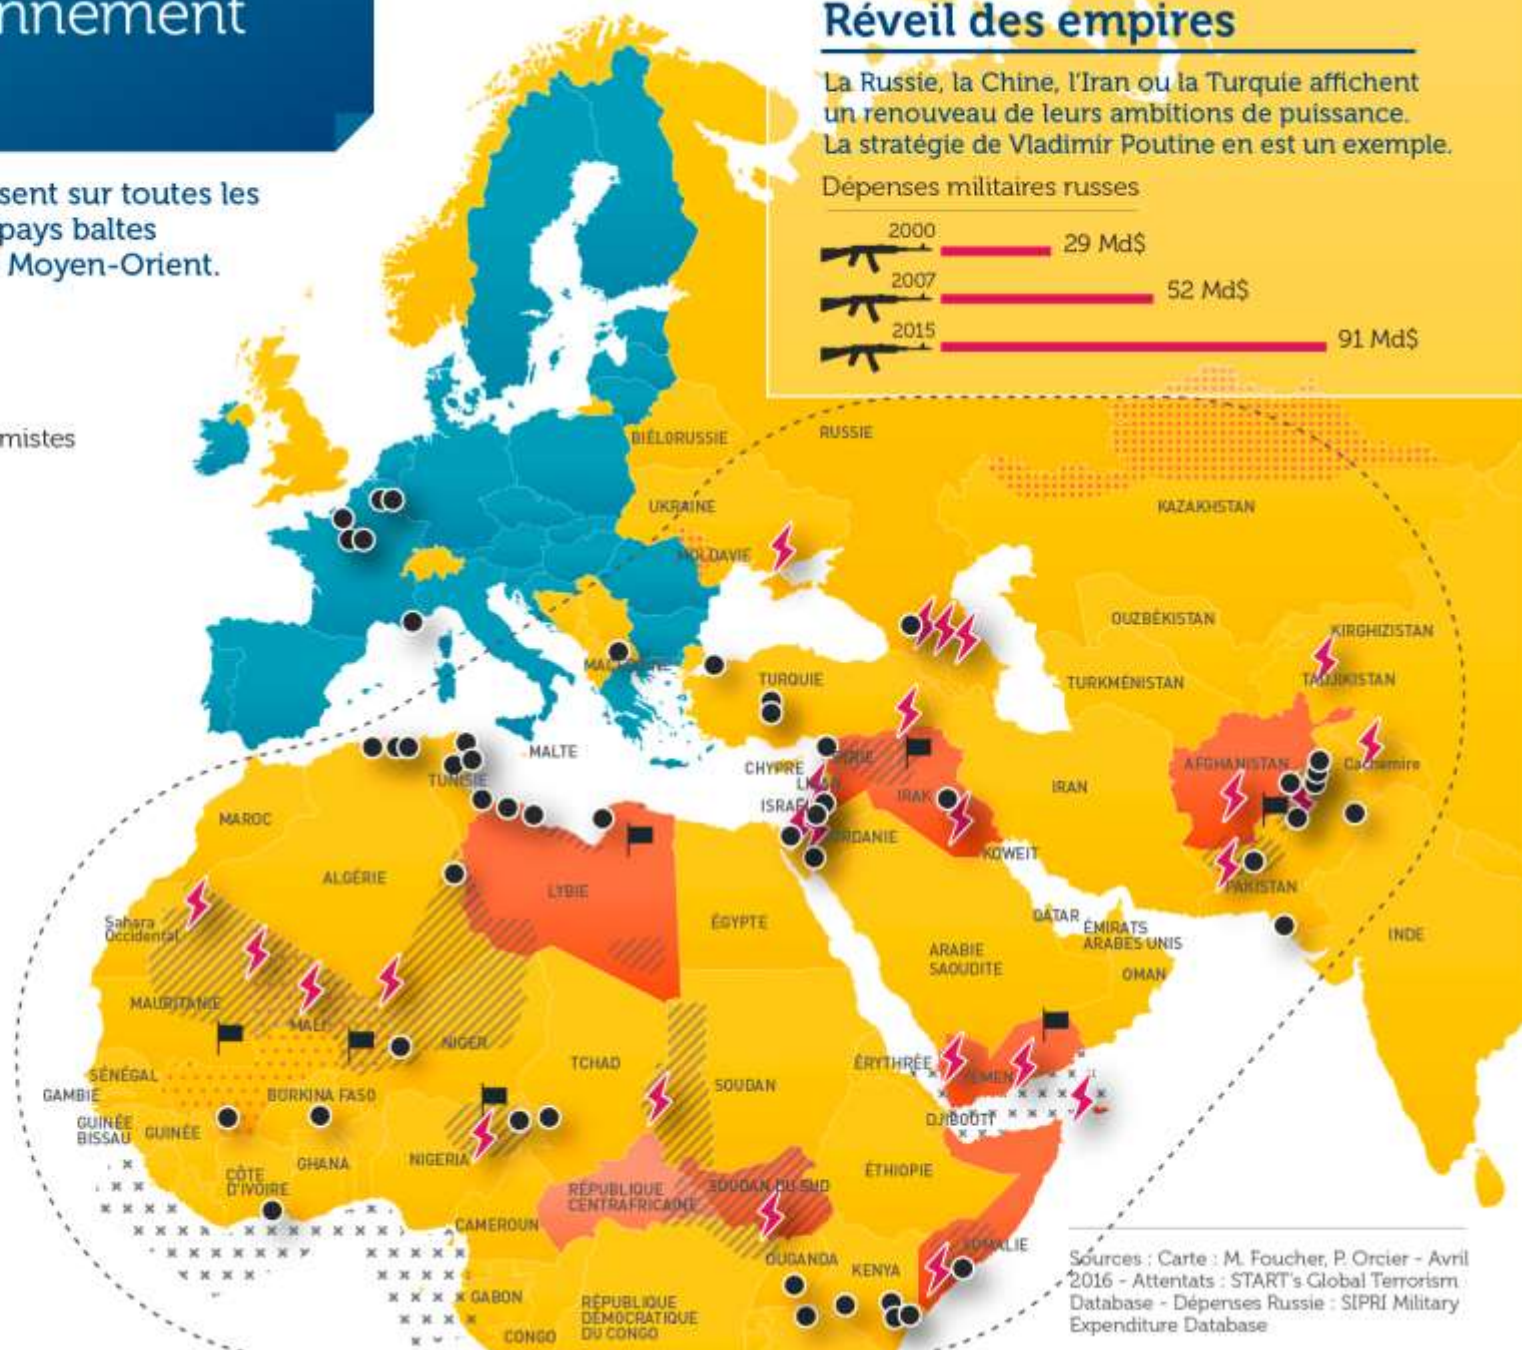 nnement
sent sur toutes les
pays baltes
Moyen-Orient.
mistes
Réveil des empires
La Russie, la Chine, l'Iran ou la Turquie affichent
un renouveau de leurs ambitions de puissance.
La stratégie de Vladimir Poutine en est un exemple.
Dépenses militaires russes
2000
29 Md$
2007
52 Md$
2015
91 Md$
BIÉLORUSSIE
RUSSIE
UKRAINE
KAZAKHSTAN
MOLDAVIE
OUZBÉKISTAN
KIRGHIZISTAN
TURQUIE
TURKMÉNISTAN
TADJIKISTAN
MALTE
CHYPRE
TUNISIE
AFGHANISTAN
Cachemire
IRAN
IRAK
ISRAËL
MAROC
KOWEIT
ALGÉRIE
LYBIE
PAKISTAN
ÉGYPTE
QATAR
ÉMIRATS
ARABES UNIS
Sahara
Occidental
INDE
ARABIE
SAOUDITE
OMAN
MAURITANIE
MALI
NIGER
TCHAD
ÉRYTHRÉE
YÉMEN
SÉNÉGAL
SOUDAN
GAMBIE
BURKINA FASO
DJIBOUTI
GUINÉE
BISSAU
GUINÉE
GHANA
NIGERIA
ÉTHIOPIE
CÔTE
D'IVOIRE
RÉPUBLIQUE
CENTRAFRICAINE
SOUDAN DU SUD
CAMEROUN
SOMALIE
OUGANDA
KENYA
GABON
RÉPUBLIQUE
DÉMOCRATIQUE
DU CONGO
CONGO
Sources : Carte : M. Foucher, P. Orcier - Avril
2016 - Attentats : START's Global Terrorism
Database - Dépenses Russie : SIPRI Military
Expenditure Database